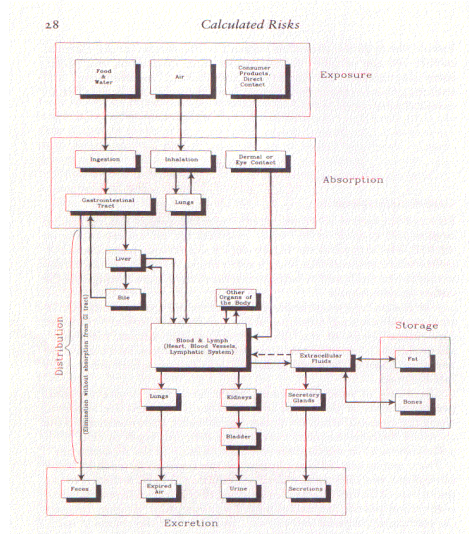 28
Calculated Risks
Food
&
Water
Air
Consumer
Products,
Direct
Contact
Exposure
Ingestion
Inhalation
Dermal or
Eye Contact
Absorption
Gastrointestinal
Tract
Lungs
Liver
Bile
Other
Organs of
the Body
Distribution
(Elimination without absorption from GI tract)
Blood & Lymph
(Heart, Blood Vessels,
Lymphatic System)
Extracellular
Fluids
Storage
Fat
Bones
Lungs
Kidneys
Secretory
Glands
Bladder
Feces
Expired
Air
Urine
Secretions
Excretion